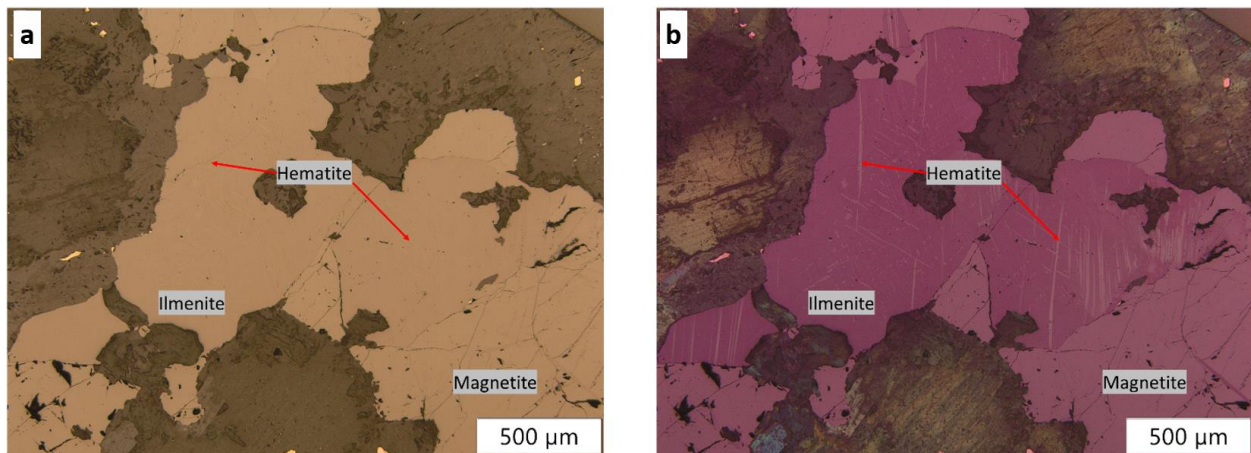 a
Hematite
Ilmenite
Magnetite
500 µm
b
Hematite
Ilmenite
Magnetite
500 µm